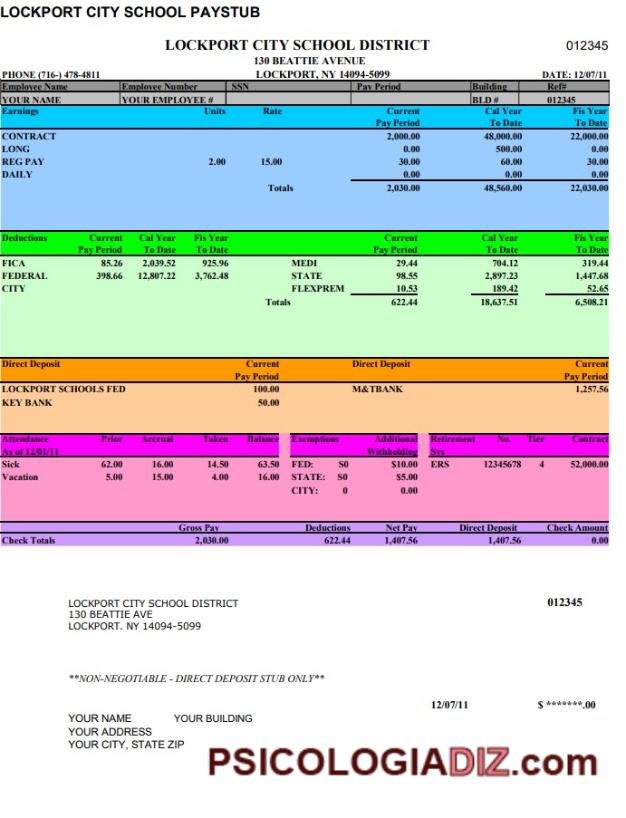 LOCKPORT CITY SCHOOL PAYSTUB
LOCKPORT CITY SCHOOL DISTRICT 012345
130 BEATTIE AVENUE
PHONE (716-) 478-4811 LOCKPORT, NY 14094-5099 DATE: 12/07/11
Employee Name Employee Number SSN Pay Period Building Ref#
YOUR NAME YOUR EMPLOYEE # BLD # 012345
Earnings Units Rate Current Cal Year Fis Year
Pay Period To Date To Date
CONTRACT 2,000.00 48,000.00 22,000.00
LONG 0.00 500.00 0.00
REG PAY 2.00 15.00 30.00 60.00 30.00
DAILY 0.00 0.00 0.00
Totals 2,030.00 48,560.00 22,030.00
Deductions Current Cal Year Fis Year Current Cal Year Fis Year
Pay Period To Date To Date Pay Period To Date To Date
FICA 85.26 2,039.52 925.96 MEDI 29.44 704.12 319.44
FEDERAL 398.66 12,807.22 3,762.48 STATE 98.55 2,897.23 1,447.68
CITY FLEXPREM 10.53 189.42 52.65
Totals 622.44 18,637.51 6,508.21
Direct Deposit Current Direct Deposit Current
Pay Period Pay Period
LOCKPORT SCHOOLS FED 100.00 M&TBANK 1,257.56
KEY BANK 50.00
Attendance Prior Accrual Taken Balance Exemptions Additional Retirement No. Tier Contract
As of 12/01/11 Withholding Sys
Sick 62.00 16.00 14.50 63.50 FED: S0 $10.00 ERS 12345678 4 52,000.00
Vacation 5.00 15.00 4.00 16.00 STATE: S0 $5.00
CITY: 0 0.00
Gross Pay Deductions Net Pay Direct Deposit Check Amount
Check Totals 2,030.00 622.44 1,407.56 1,407.56 0.00
LOCKPORT CITY SCHOOL DISTRICT 012345
130 BEATTIE AVE
LOCKPORT. NY 14094-5099
**NON-NEGOTIABLE - DIRECT DEPOSIT STUB ONLY**
12/07/11 $ *******.00
YOUR NAME YOUR BUILDING
YOUR ADDRESS
YOUR CITY, STATE ZIP
PSICOLOGIADIZ.com